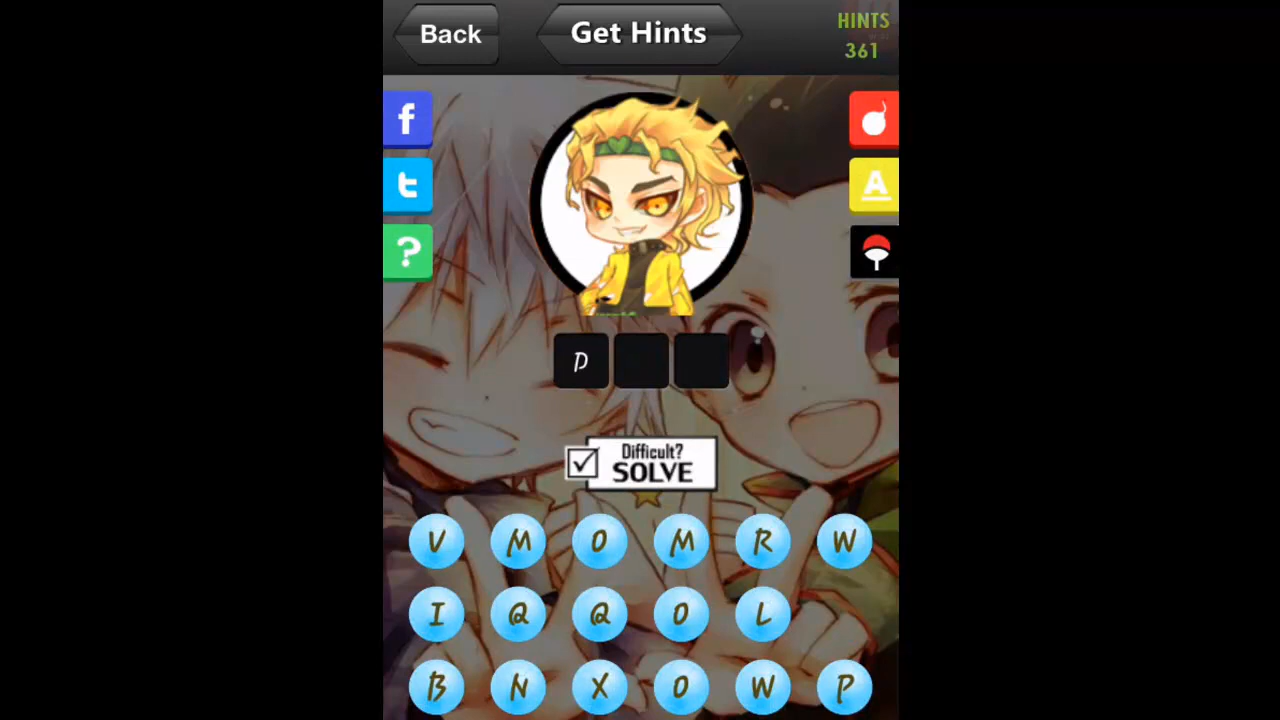 Back
Get Hints
HINTS
361
f
t
?
A
D
Difficult?
SOLVE
V M O M R W
I Q Q O L
B N X O W P